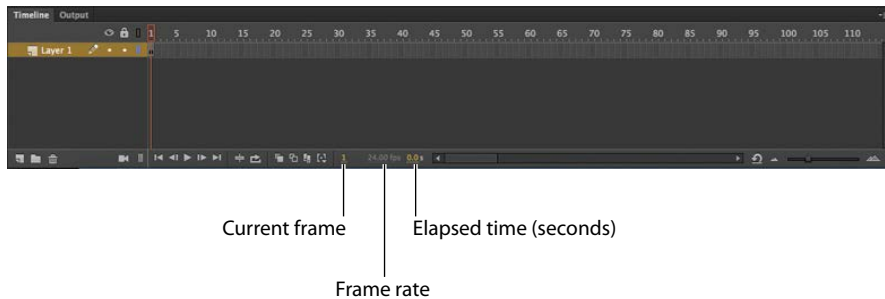 Timeline Output
1 5 10 15 20 25 30 35 40 45 50 55 60 65 70 75 80 85 90 95 100 105 110
Layer 1
1 24.00 fps 0.0 s
Current frame Elapsed time (seconds)
Frame rate